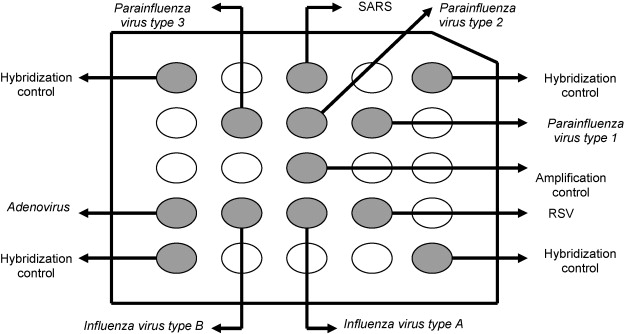 Parainfluenza
virus type 3
SARS
Parainfluenza
virus type 2
Hybridization
control
Hybridization
control
Parainfluenza
virus type 1
Amplification
control
Adenovirus
RSV
Hybridization
control
Hybridization
control
Influenza virus type B
Influenza virus type A